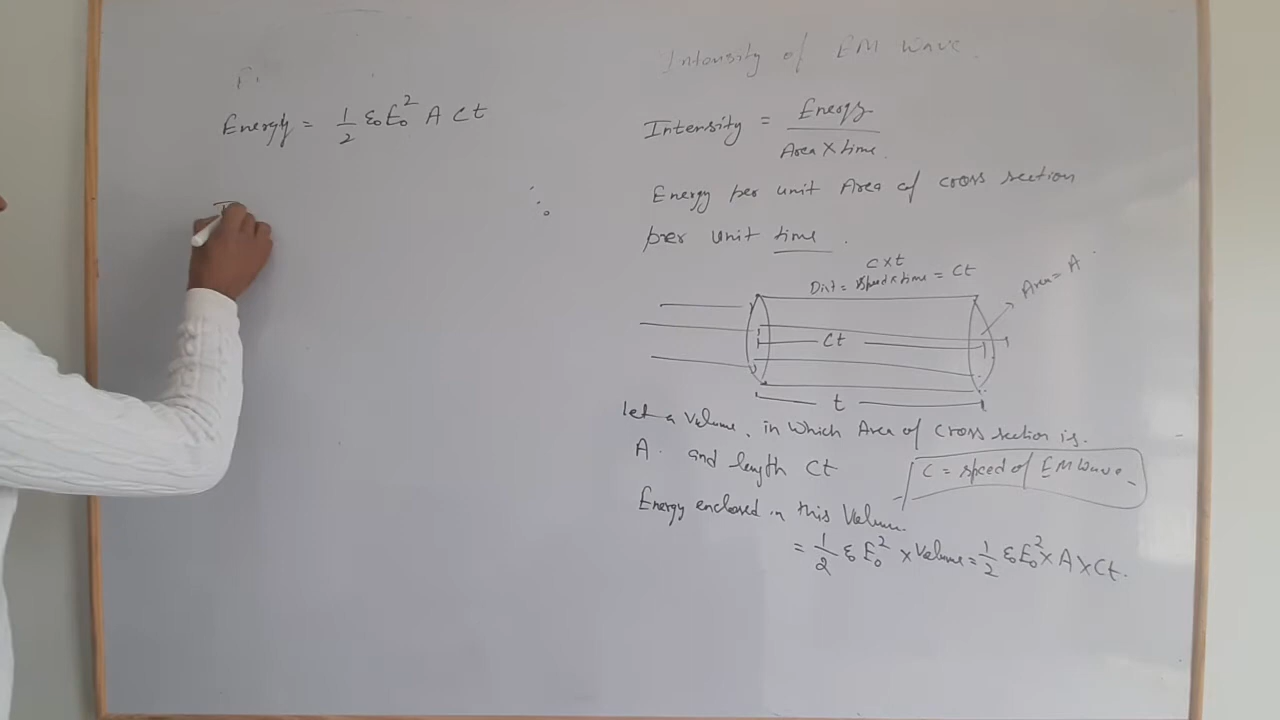 Energy = 1/2 ε₀E₀² A Ct
Intensity of EM Wave.
Intensity = Energy / Area × time.
Energy per unit Area of cross section
per unit time.
C×t
Dist = speed×time = Ct
Area = A
Ct
t
let a volume, in which Area of cross section is.
A. and length Ct
C = speed of EM Wave
Energy enclosed in this Volume.
= 1/2 ε E₀² × Volume = 1/2 ε₀E₀² × A × Ct.